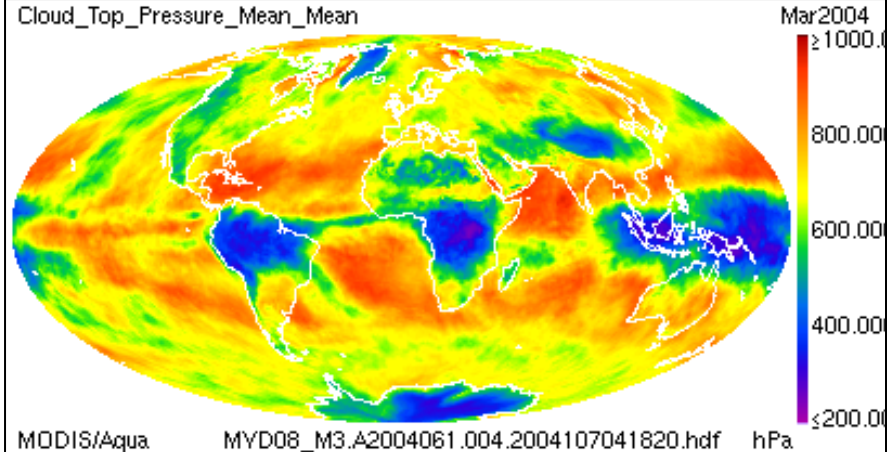 Cloud_Top_Pressure_Mean_Mean
Mar2004
≥1000.0
800.000
600.000
400.000
≤200.00
MODIS/Aqua
MYD08_M3.A2004061.004.2004107041820.hdf
hPa